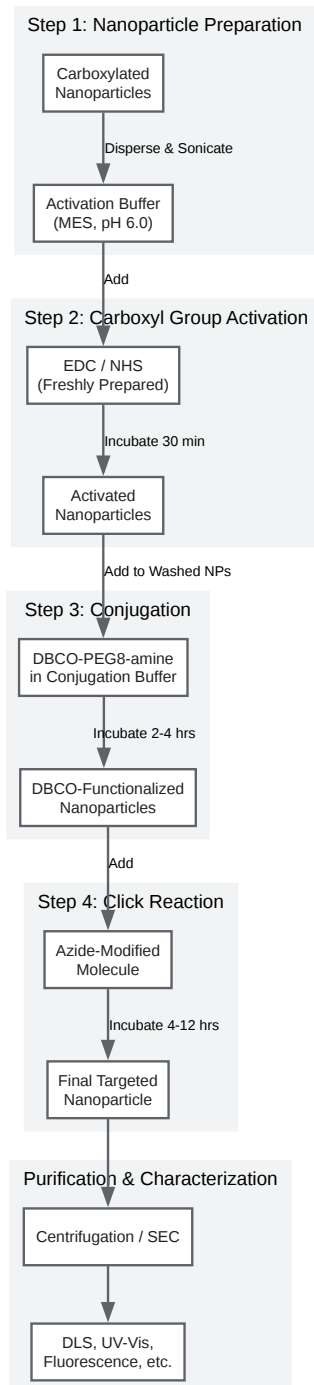 Step 1: Nanoparticle Preparation
Carboxylated
Nanoparticles
Disperse & Sonicate
Activation Buffer
(MES, pH 6.0)
Add
Step 2: Carboxyl Group Activation
EDC / NHS
(Freshly Prepared)
Incubate 30 min
Activated
Nanoparticles
Add to Washed NPs
Step 3: Conjugation
DBCO-PEG8-amine
in Conjugation Buffer
Incubate 2-4 hrs
DBCO-Functionalized
Nanoparticles
Add
Step 4: Click Reaction
Azide-Modified
Molecule
Incubate 4-12 hrs
Final Targeted
Nanoparticle
Purification & Characterization
Centrifugation / SEC
DLS, UV-Vis,
Fluorescence, etc.